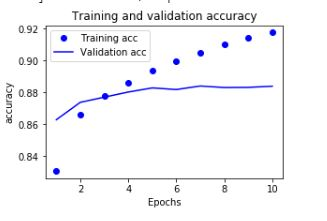 Training and validation accuracy
Training acc
Validation acc
0.92
0.90
0.88
0.86
0.84
accuracy
2 4 6 8 10
Epochs